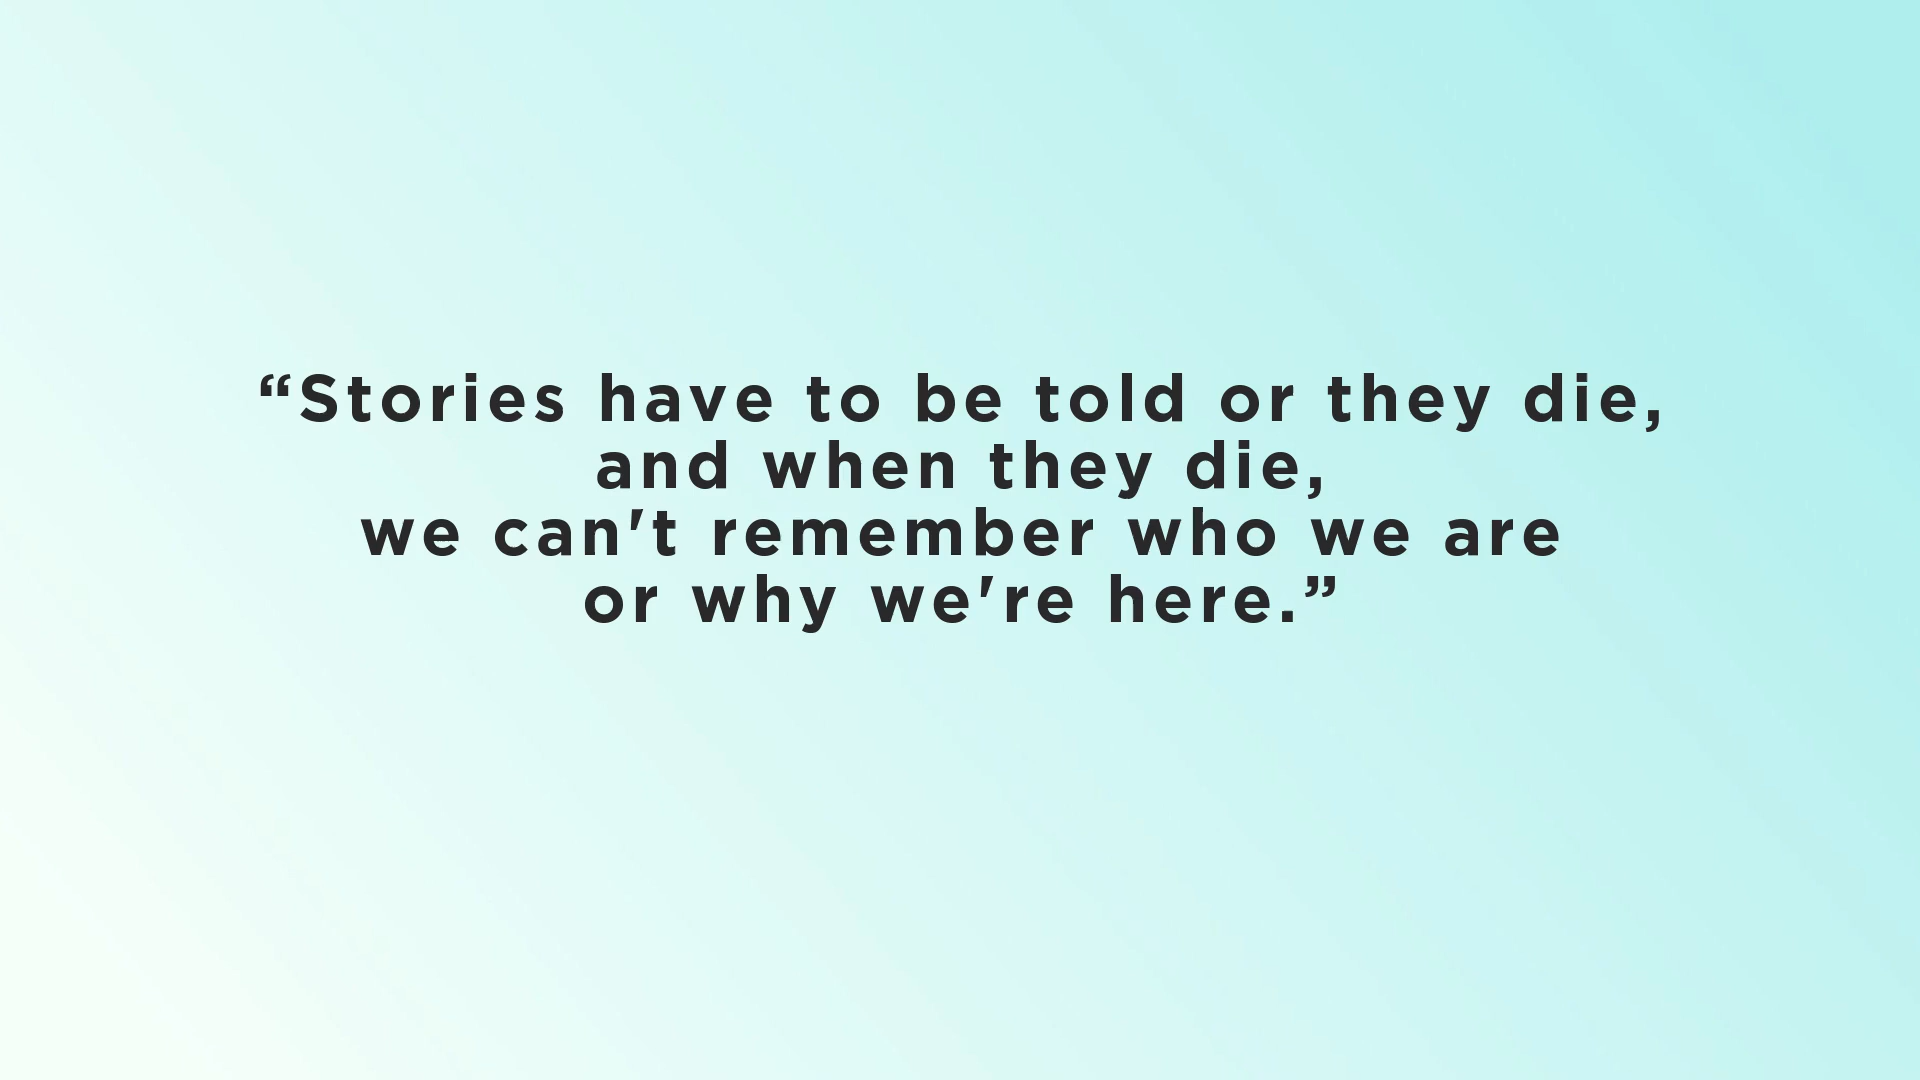 “Stories have to be told or they die,
and when they die,
we can't remember who we are
or why we're here.”